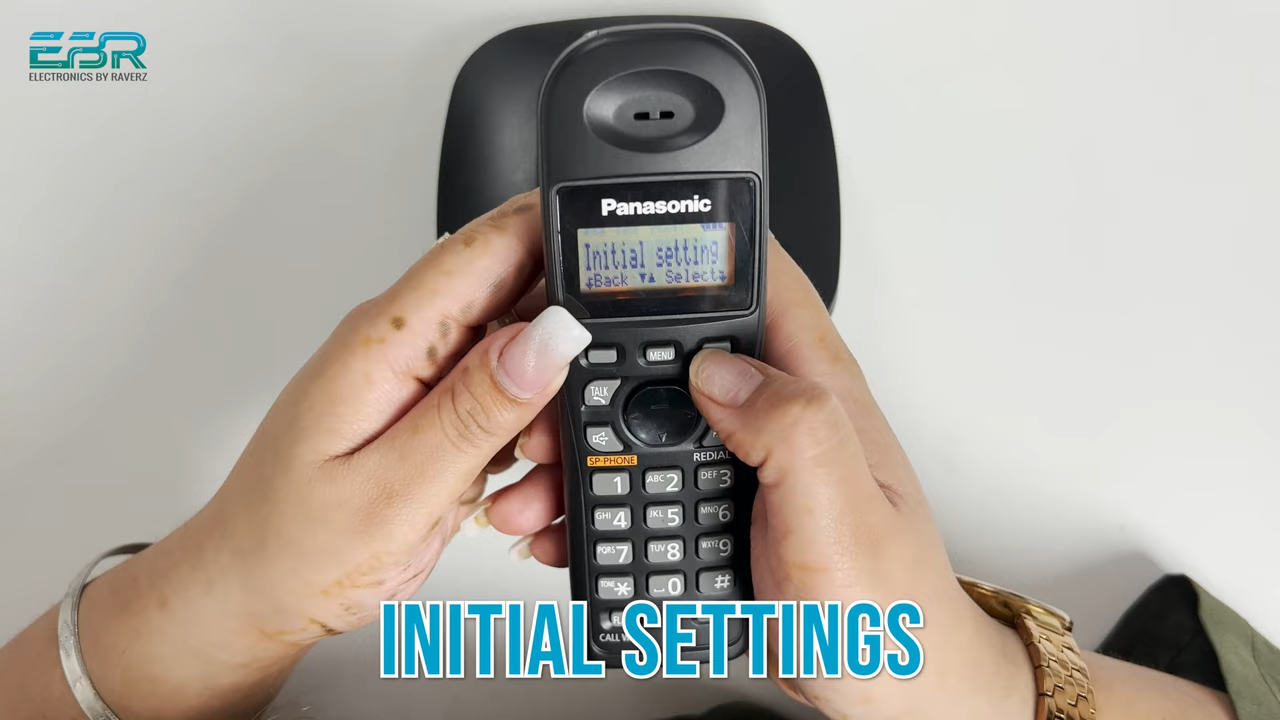 EBR
ELECTRONICS BY RAVERZ
Panasonic
Initial setting
Back ▼▲ Select
MENU
TALK
SP-PHONE
REDIAL
1 ABC 2 DEF 3
GHI 4 JKL 5 MNO 6
PQRS 7 TUV 8 WXYZ 9
TONE * 0 #
CALL
INITIAL SETTINGS